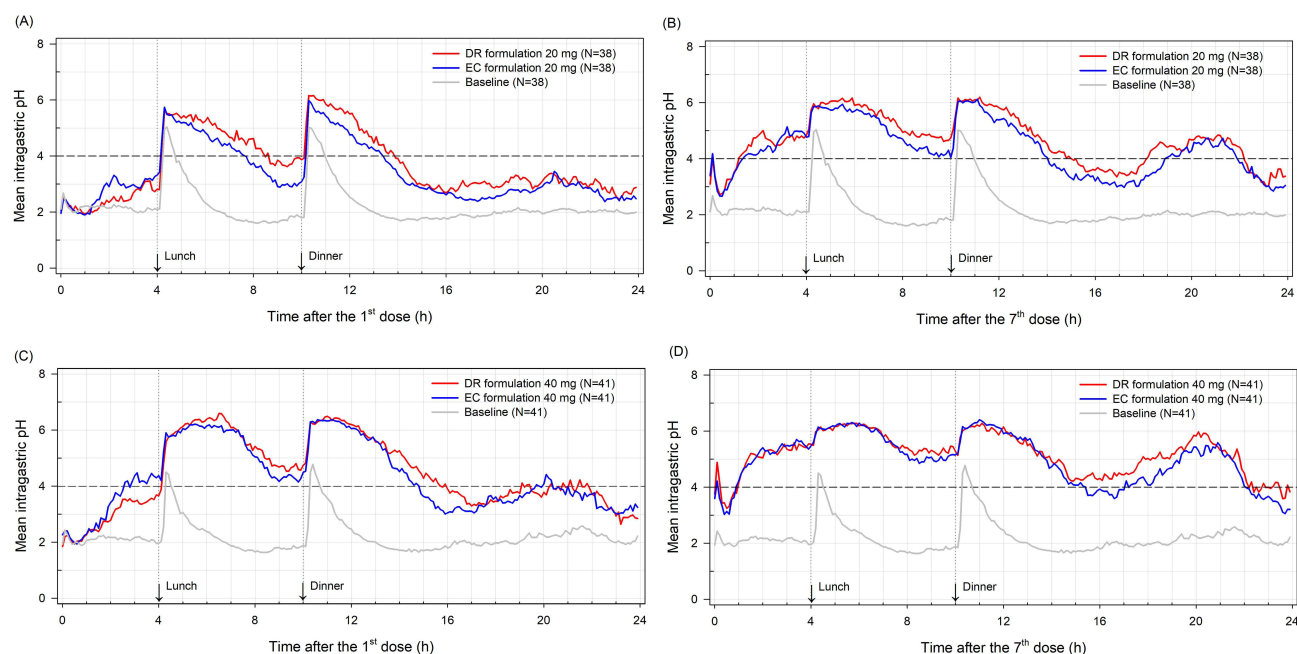 (A)
8
6
4
2
0
Mean intragastric pH
DR formulation 20 mg (N=38)
EC formulation 20 mg (N=38)
Baseline (N=38)
Lunch
Dinner
0 4 8 12 16 20 24
Time after the 1st dose (h)
(B)
8
6
4
2
0
Mean intragastric pH
DR formulation 20 mg (N=38)
EC formulation 20 mg (N=38)
Baseline (N=38)
Lunch
Dinner
0 4 8 12 16 20 24
Time after the 7th dose (h)
(C)
8
6
4
2
0
Mean intragastric pH
DR formulation 40 mg (N=41)
EC formulation 40 mg (N=41)
Baseline (N=41)
Lunch
Dinner
0 4 8 12 16 20 24
Time after the 1st dose (h)
(D)
8
6
4
2
0
Mean intragastric pH
DR formulation 40 mg (N=41)
EC formulation 40 mg (N=41)
Baseline (N=41)
Lunch
Dinner
0 4 8 12 16 20 24
Time after the 7th dose (h)